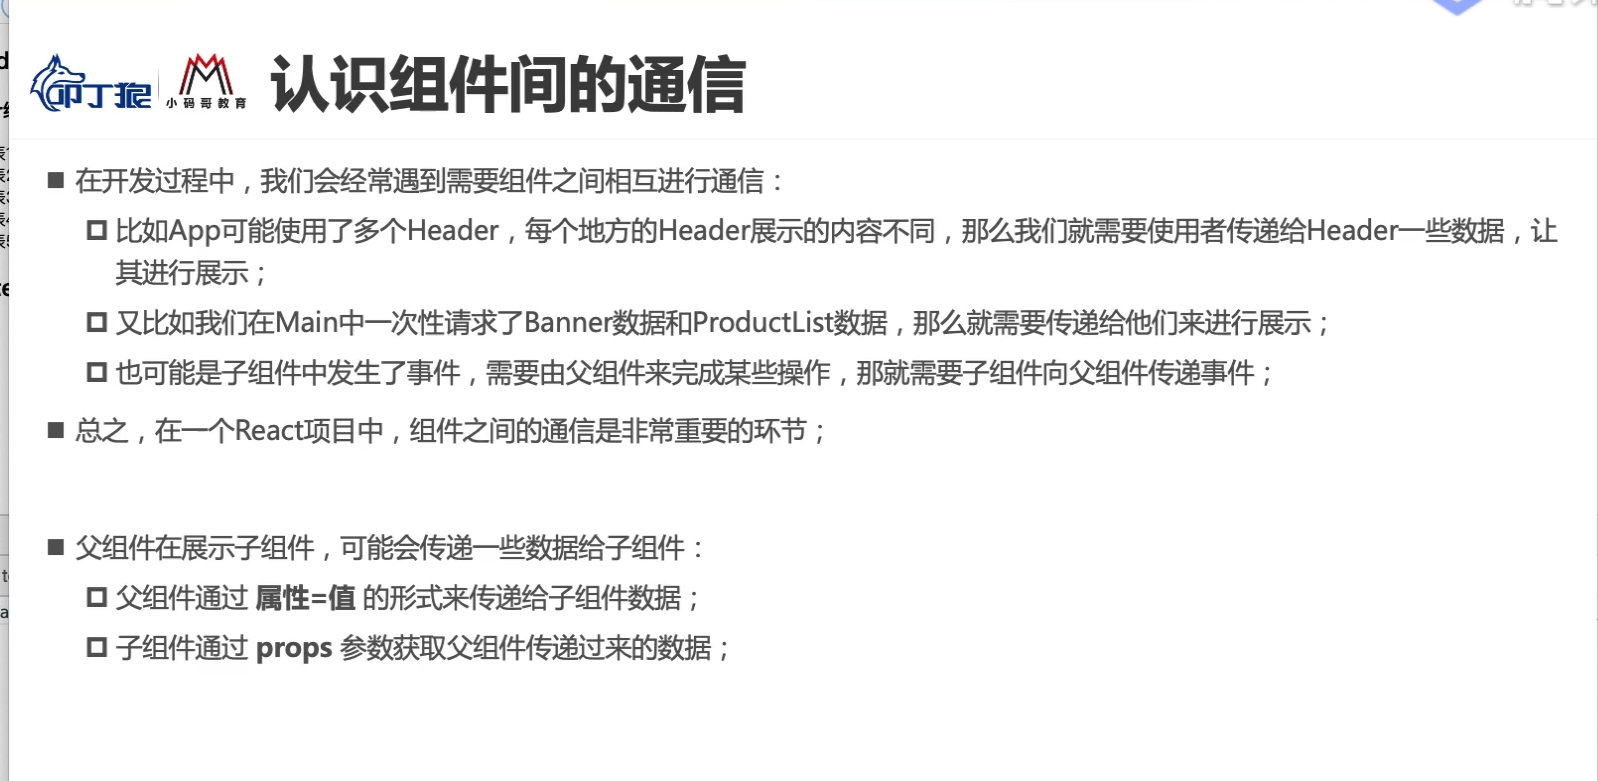 叩丁狼
小码哥教育
认识组件间的通信
在开发过程中，我们会经常遇到需要组件之间相互进行通信：
比如App可能使用了多个Header，每个地方的Header展示的内容不同，那么我们就需要使用者传递给Header一些数据，让
其进行展示；
又比如我们在Main中一次性请求了Banner数据和ProductList数据，那么就需要传递给他们来进行展示；
也可能是子组件中发生了事件，需要由父组件来完成某些操作，那就需要子组件向父组件传递事件；
总之，在一个React项目中，组件之间的通信是非常重要的环节；
父组件在展示子组件，可能会传递一些数据给子组件：
父组件通过 属性=值 的形式来传递给子组件数据；
子组件通过 props 参数获取父组件传递过来的数据；